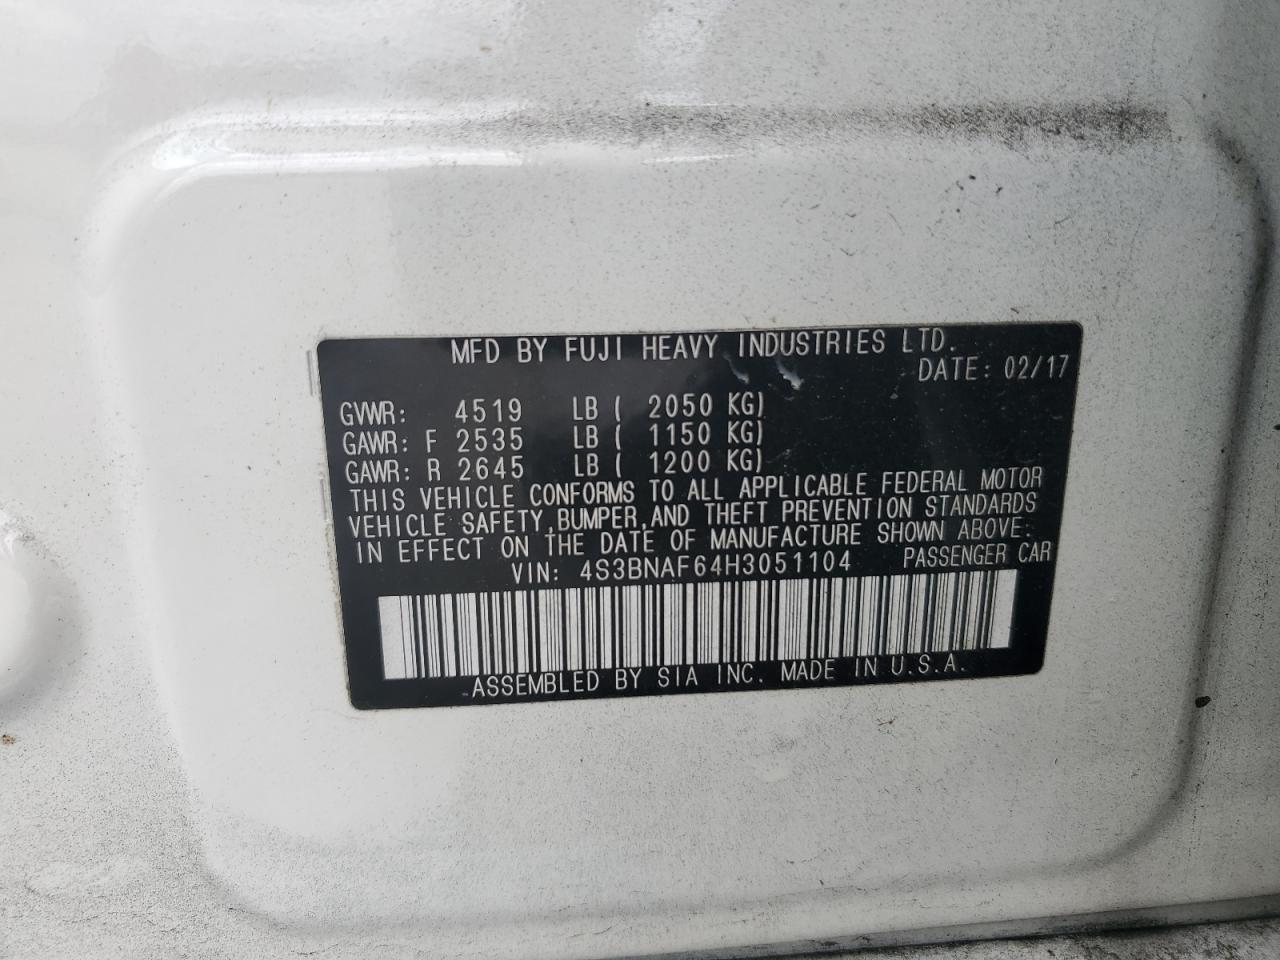 MFD BY FUJI HEAVY INDUSTRIES LTD.
DATE: 02/17
GVWR: 4519 LB ( 2050 KG)
GAWR: F 2535 LB ( 1150 KG)
GAWR: R 2645 LB ( 1200 KG)
THIS VEHICLE CONFORMS TO ALL APPLICABLE FEDERAL MOTOR
VEHICLE SAFETY,BUMPER,AND THEFT PREVENTION STANDARDS
IN EFFECT ON THE DATE OF MANUFACTURE SHOWN ABOVE:
VIN: 4S3BNAF64H3051104 PASSENGER CAR
ASSEMBLED BY SIA INC. MADE IN U.S.A.